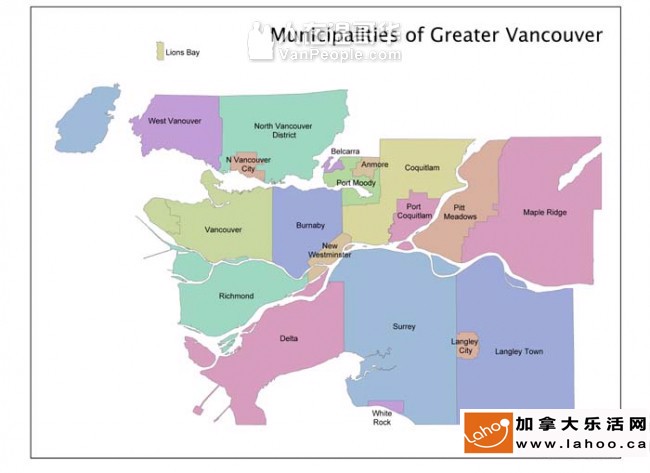 人在温哥华
VanPeople.com
Municipalities of Greater Vancouver
Lions Bay
West Vanouver
North Vancouver
District
N Vancouver
City
Belcarra
Anmore
Port Moody
Coquitlam
Port
Coquitlam
Pitt
Meadows
Maple Ridge
Vancouver
Burnaby
New
Westminster
Richmond
Delta
Surrey
Langley
City
Langley Town
White
Rock
Lahoo
加拿大乐活网
www.lahoo.ca